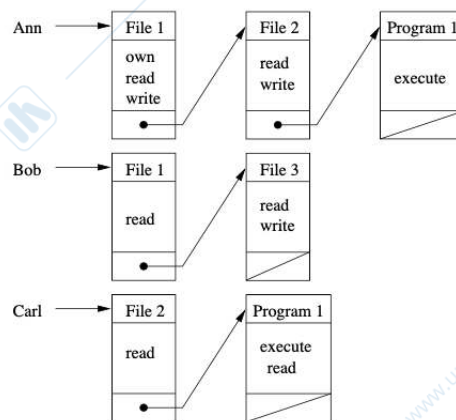 Ann
File 1
own
read
write
File 2
read
write
Program 1
execute
Bob
File 1
read
File 3
read
write
Carl
File 2
read
Program 1
execute
read